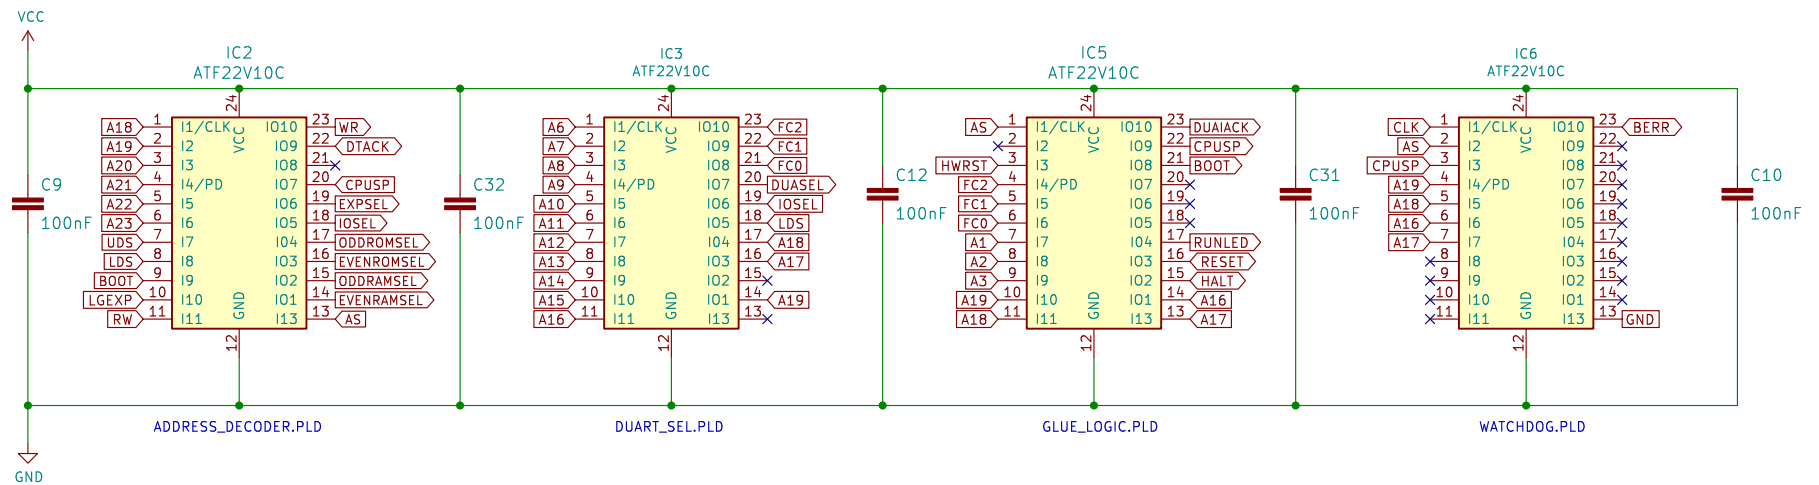 VCC
IC2
ATF22V10C
IC3
ATF22V10C
IC5
ATF22V10C
IC6
ATF22V10C
24 VCC
A18 1 I1/CLK IO10 23 WR
A19 2 I2 IO9 22 DTACK
A20 3 I3 IO8 21
A21 4 I4/PD IO7 20 CPUSP
A22 5 I5 IO6 19 EXPSEL
A23 6 I6 IO5 18 IOSEL
UDS 7 I7 IO4 17 ODDROMSEL
LDS 8 I8 IO3 16 EVENROMSEL
BOOT 9 I9 IO2 15 ODDRAMSEL
LGEXP 10 I10 IO1 14 EVENRAMSEL
RW 11 I11 I13 13 AS
GND 12
ADDRESS_DECODER.PLD
C9
100nF
C32
100nF
24 VCC
A6 1 I1/CLK IO10 23 FC2
A7 2 I2 IO9 22 FC1
A8 3 I3 IO8 21 FC0
A9 4 I4/PD IO7 20 DUASEL
A10 5 I5 IO6 19 IOSEL
A11 6 I6 IO5 18 LDS
A12 7 I7 IO4 17 A18
A13 8 I8 IO3 16 A17
A14 9 I9 IO2 15
A15 10 I10 IO1 14 A19
A16 11 I11 I13 13
GND 12
DUART_SEL.PLD
C12
100nF
24 VCC
AS 1 I1/CLK IO10 23 DUAIACK
2 I2 IO9 22 CPUSP
HWRST 3 I3 IO8 21 BOOT
FC2 4 I4/PD IO7 20
FC1 5 I5 IO6 19
FC0 6 I6 IO5 18
A1 7 I7 IO4 17 RUNLED
A2 8 I8 IO3 16 RESET
A3 9 I9 IO2 15 HALT
A19 10 I10 IO1 14 A16
A18 11 I11 I13 13 A17
GND 12
GLUE_LOGIC.PLD
C31
100nF
24 VCC
CLK 1 I1/CLK IO10 23 BERR
AS 2 I2 IO9 22
CPUSP 3 I3 IO8 21
A19 4 I4/PD IO7 20
A18 5 I5 IO6 19
A16 6 I6 IO5 18
A17 7 I7 IO4 17
8 I8 IO3 16
9 I9 IO2 15
10 I10 IO1 14
11 I11 I13 13 GND
GND 12
WATCHDOG.PLD
C10
100nF
GND